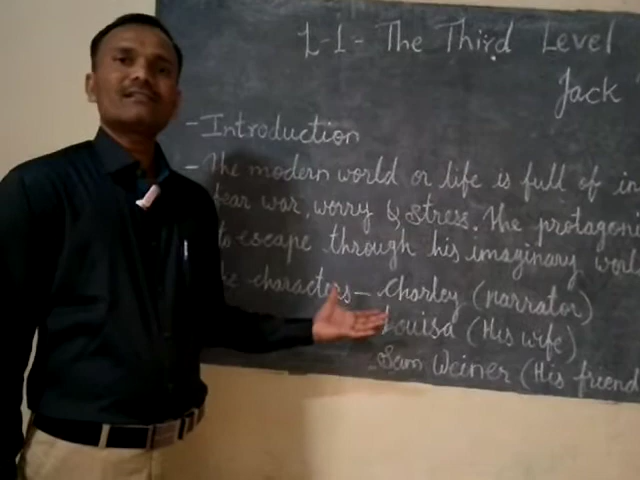 L-1- The Third Level
Jack
- Introduction
- The modern world or life is full of in
fear war, worry & stress. The protagoni
to escape through his imaginary worl
characters - Charley (narrator)
Louisa (His wife)
Sam Weiner (His friend